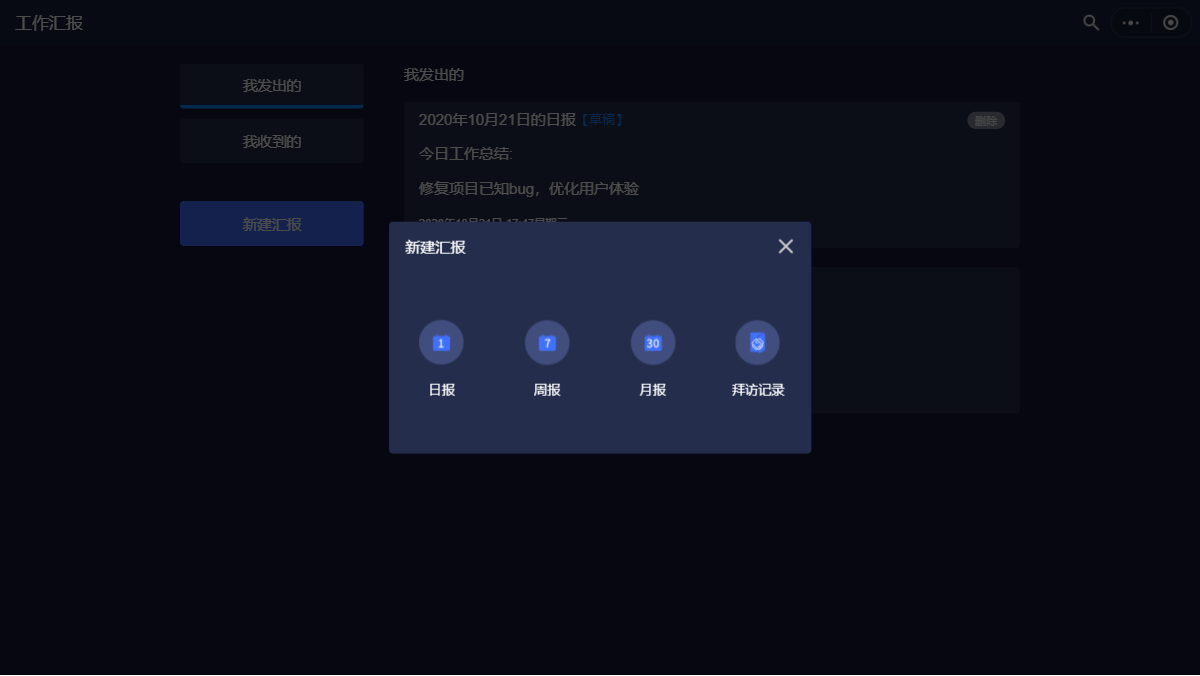 工作汇报
我发出的
我收到的
新建汇报
我发出的
2020年10月21日的日报【草稿】
删除
今日工作总结:
修复项目已知bug，优化用户体验
新建汇报
1
7
30
日报
周报
月报
拜访记录